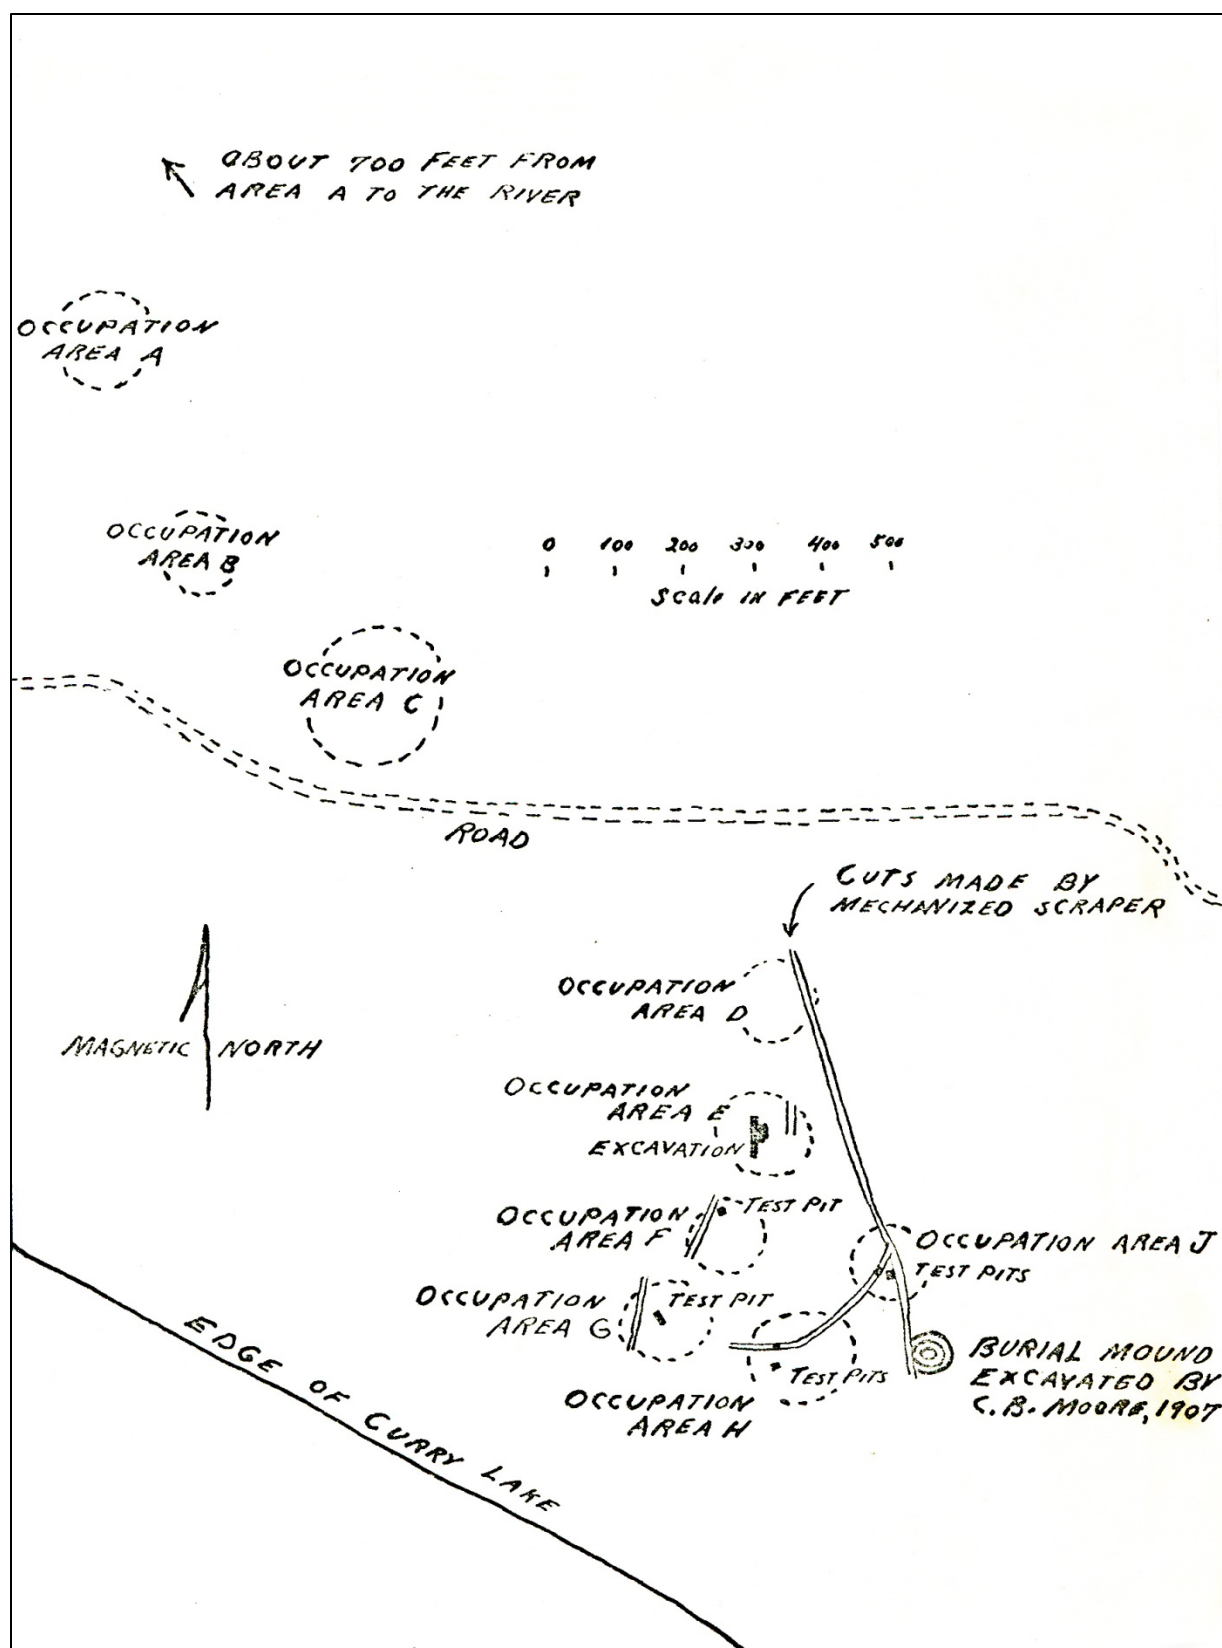 ABOUT 700 FEET FROM
AREA A TO THE RIVER
OCCUPATION
AREA A
OCCUPATION
AREA B
0 100 200 300 400 500
Scale IN FEET
OCCUPATION
AREA C
ROAD
CUTS MADE BY
MECHANIZED SCRAPER
MAGNETIC NORTH
OCCUPATION
AREA D
OCCUPATION
AREA E
EXCAVATION
OCCUPATION
AREA F
TEST PIT
OCCUPATION AREA J
TEST PITS
OCCUPATION
AREA G
TEST PIT
EDGE OF CURRY LAKE
OCCUPATION
AREA H
TEST PITS
BURIAL MOUND
EXCAVATED BY
C.B. MOORE, 1907